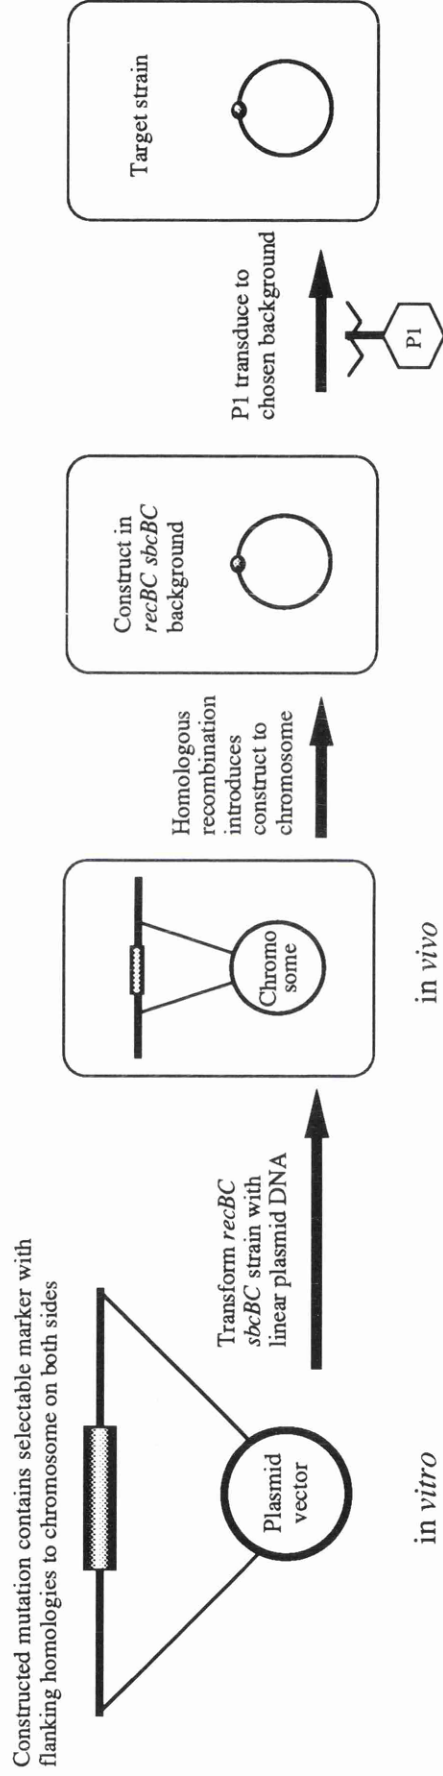 Constructed mutation contains selectable marker with
flanking homologies to chromosome on both sides
Plasmid
vector
in vitro
Transform recBC
sbcBC strain with
linear plasmid DNA
Chromo
some
in vivo
Homologous
recombination
introduces
construct to
chromosome
Construct in
recBC sbcBC
background
P1 transduce to
chosen background
P1
Target strain